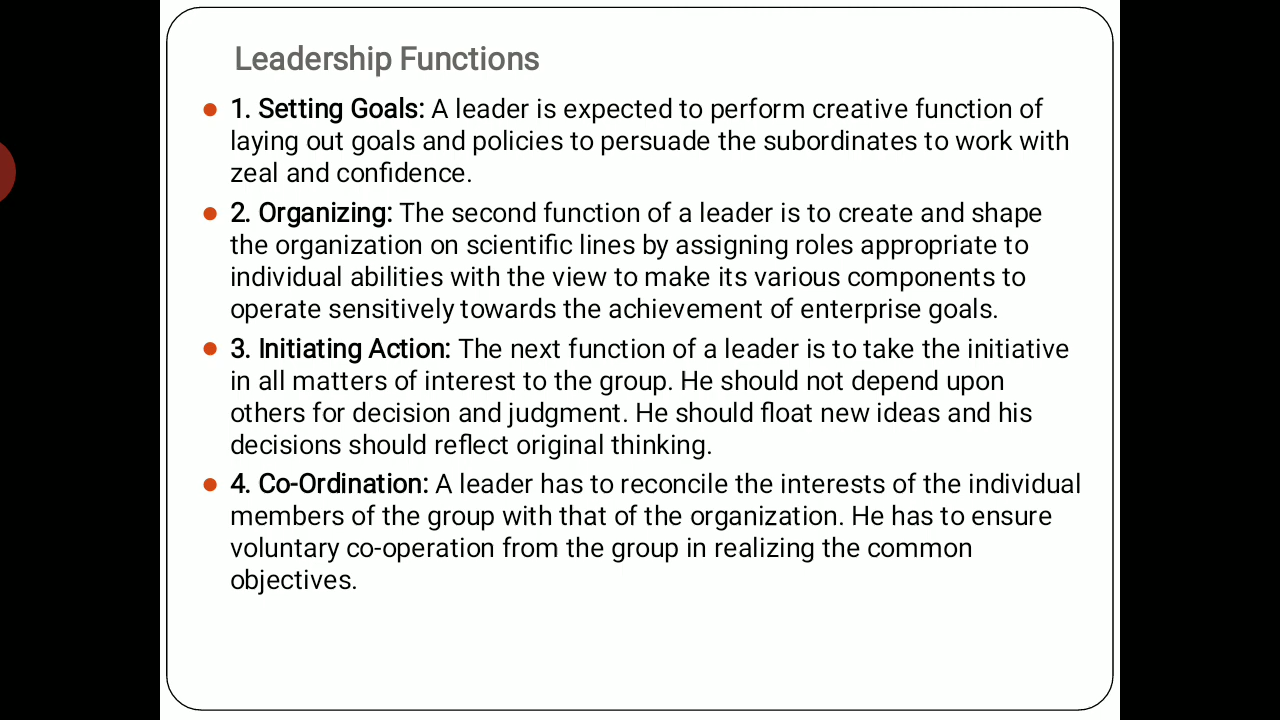 Leadership Functions
1. Setting Goals: A leader is expected to perform creative function of
laying out goals and policies to persuade the subordinates to work with
zeal and confidence.
2. Organizing: The second function of a leader is to create and shape
the organization on scientific lines by assigning roles appropriate to
individual abilities with the view to make its various components to
operate sensitively towards the achievement of enterprise goals.
3. Initiating Action: The next function of a leader is to take the initiative
in all matters of interest to the group. He should not depend upon
others for decision and judgment. He should float new ideas and his
decisions should reflect original thinking.
4. Co-Ordination: A leader has to reconcile the interests of the individual
members of the group with that of the organization. He has to ensure
voluntary co-operation from the group in realizing the common
objectives.